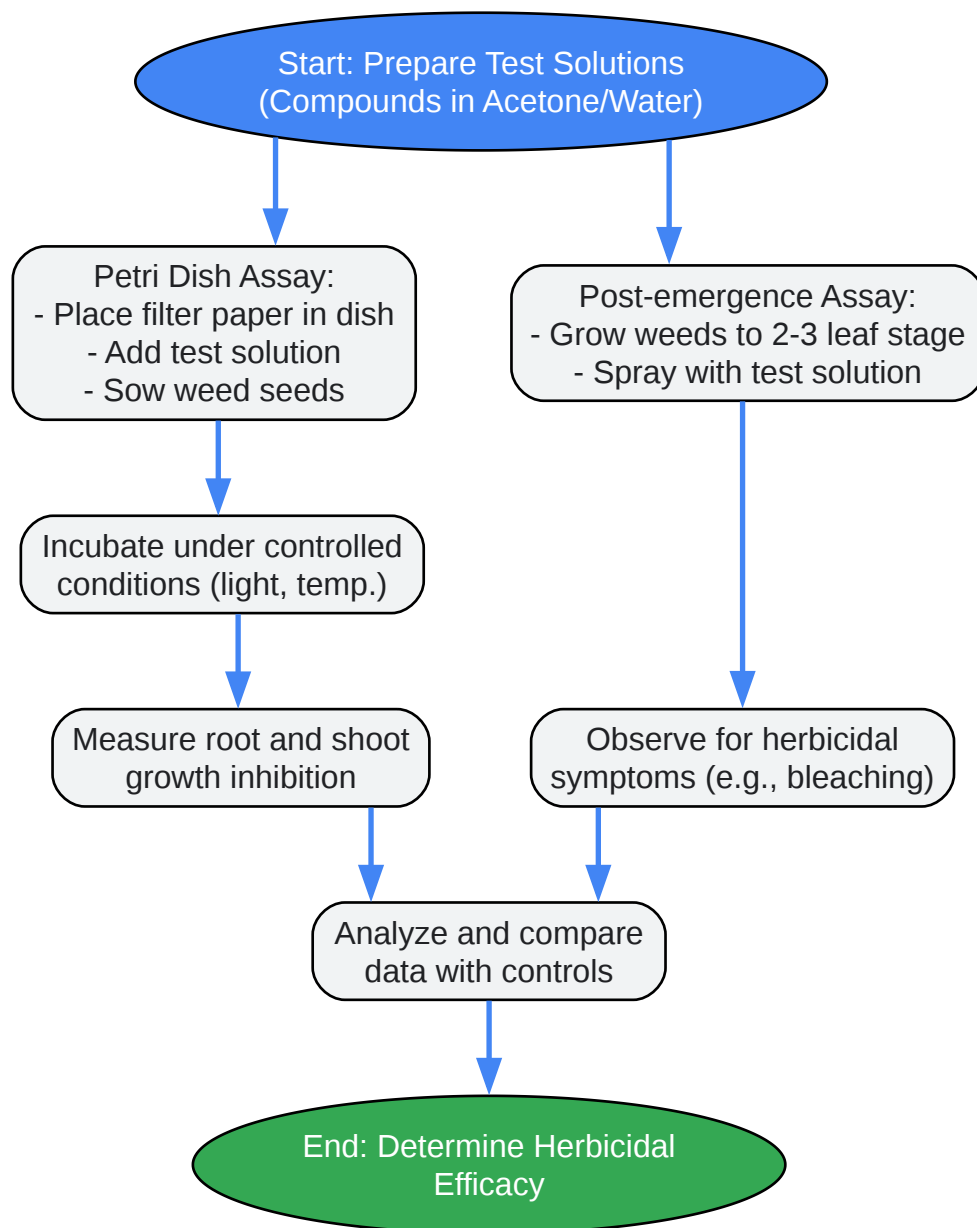 Start: Prepare Test Solutions
(Compounds in Acetone/Water)
Petri Dish Assay:
- Place filter paper in dish
- Add test solution
- Sow weed seeds
Post-emergence Assay:
- Grow weeds to 2-3 leaf stage
- Spray with test solution
Incubate under controlled
conditions (light, temp.)
Measure root and shoot
growth inhibition
Observe for herbicidal
symptoms (e.g., bleaching)
Analyze and compare
data with controls
End: Determine Herbicidal
Efficacy